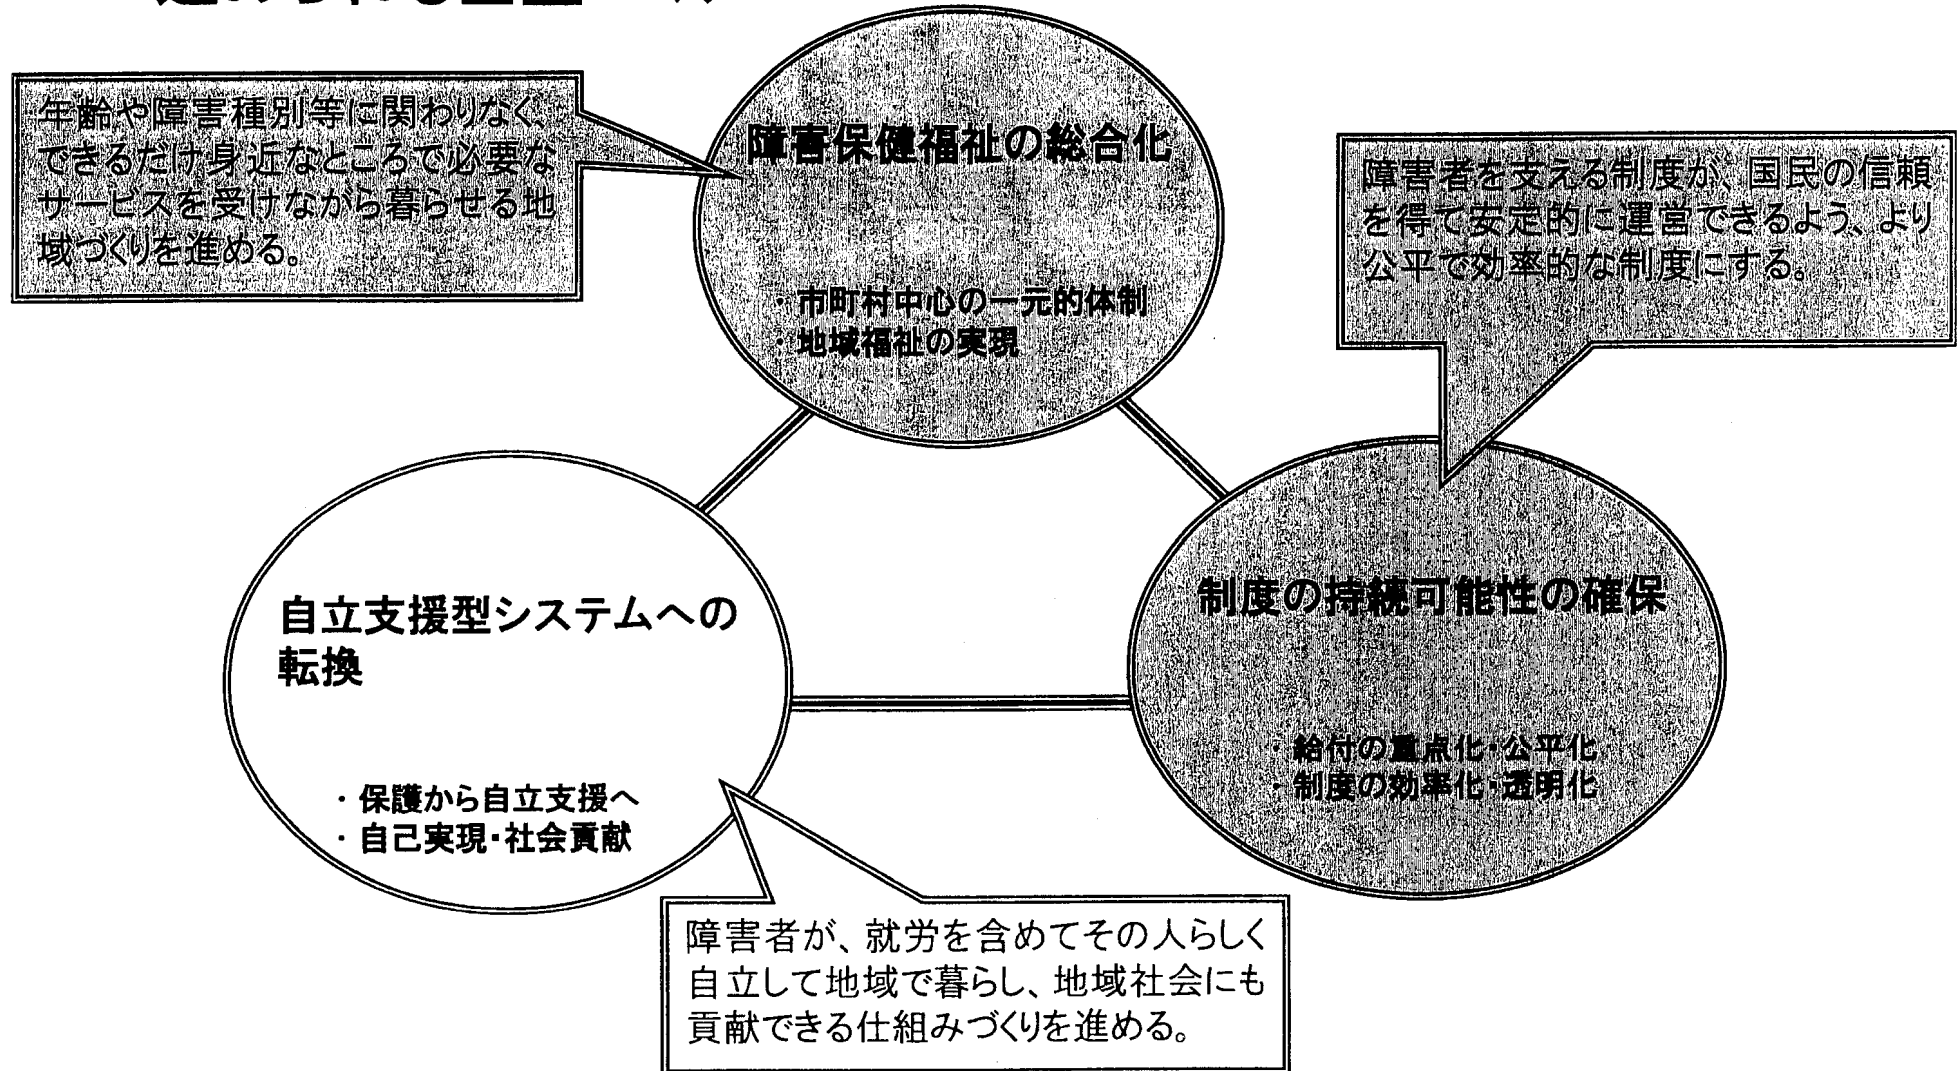 年齢や障害種別等に関わりなく、
できるだけ身近なところで必要な
サービスを受けながら暮らせる地
域づくりを進める。
障害保健福祉の総合化
・市町村中心の一元的体制
・地域福祉の実現
障害者を支える制度が、国民の信頼
を得て安定的に運営できるよう、より
公平で効率的な制度にする。
自立支援型システムへの
転換
・保護から自立支援へ
・自己実現・社会貢献
制度の持続可能性の確保
・給付の重点化・公平化
・制度の効率化・透明化
障害者が、就労を含めてその人らしく
自立して地域で暮らし、地域社会にも
貢献できる仕組みづくりを進める。